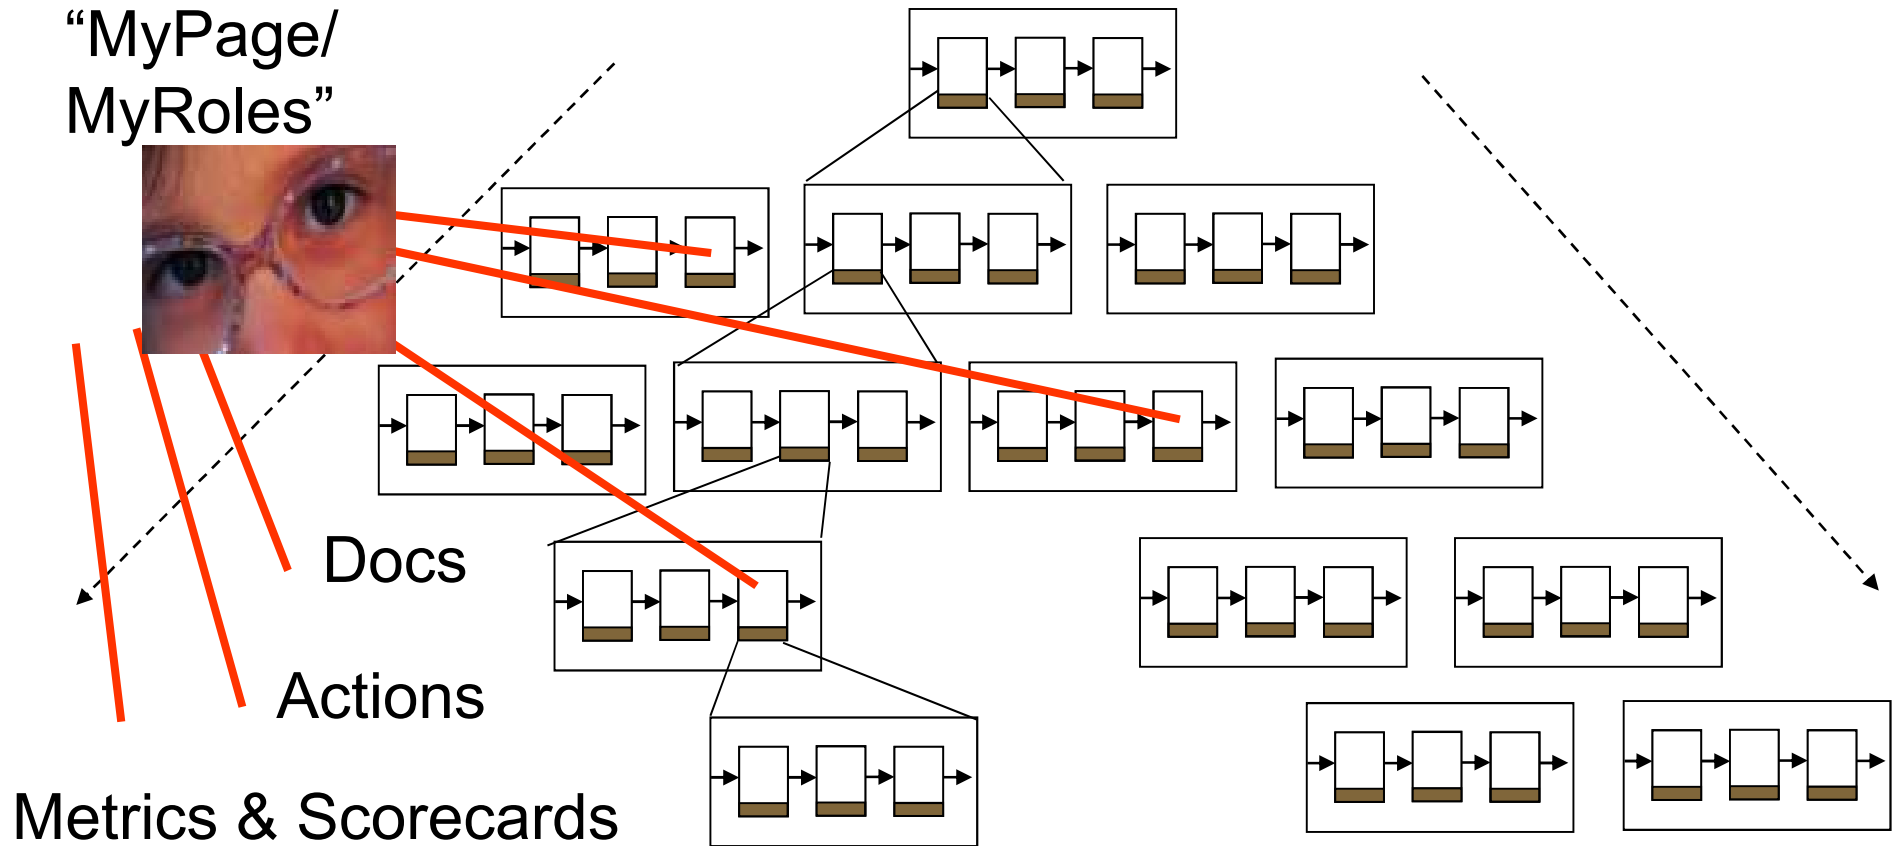 “MyPage/
MyRoles”
Docs
Actions
Metrics & Scorecards